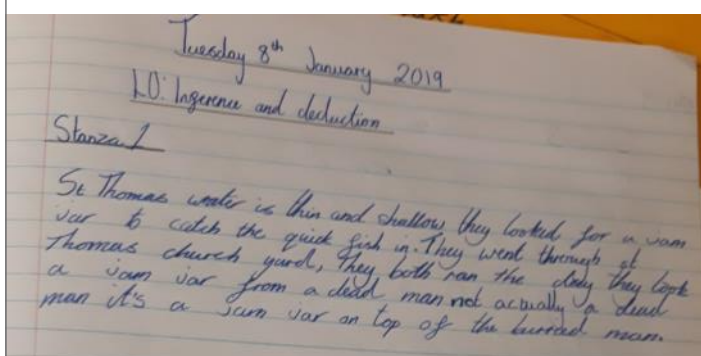 Tuesday 8th January 2019
LO: Inference and deduction
Stanza 1
St Thomas water is thin and shallow, they looked for a jam
jar to catch the quick fish in. They went through st
Thomas church yard, they both ran the day they took
a jam jar from a dead man not actually a dead
man it's a jam jar on top of the burried man.